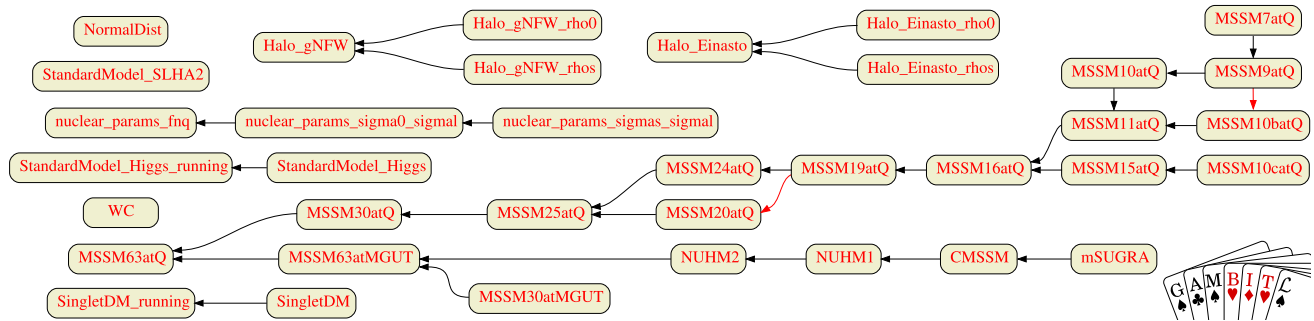 NormalDist
Halo_gNFW
Halo_gNFW_rho0
Halo_gNFW_rhos
Halo_Einasto
Halo_Einasto_rho0
Halo_Einasto_rhos
MSSM7atQ
StandardModel_SLHA2
MSSM10atQ
MSSM9atQ
nuclear_params_fnq
nuclear_params_sigma0_sigmal
nuclear_params_sigmas_sigmal
MSSM11atQ
MSSM10batQ
StandardModel_Higgs_running
StandardModel_Higgs
MSSM24atQ
MSSM19atQ
MSSM16atQ
MSSM15atQ
MSSM10catQ
WC
MSSM30atQ
MSSM25atQ
MSSM20atQ
MSSM63atQ
MSSM63atMGUT
NUHM2
NUHM1
CMSSM
mSUGRA
SingletDM_running
SingletDM
MSSM30atMGUT
GAMBIT